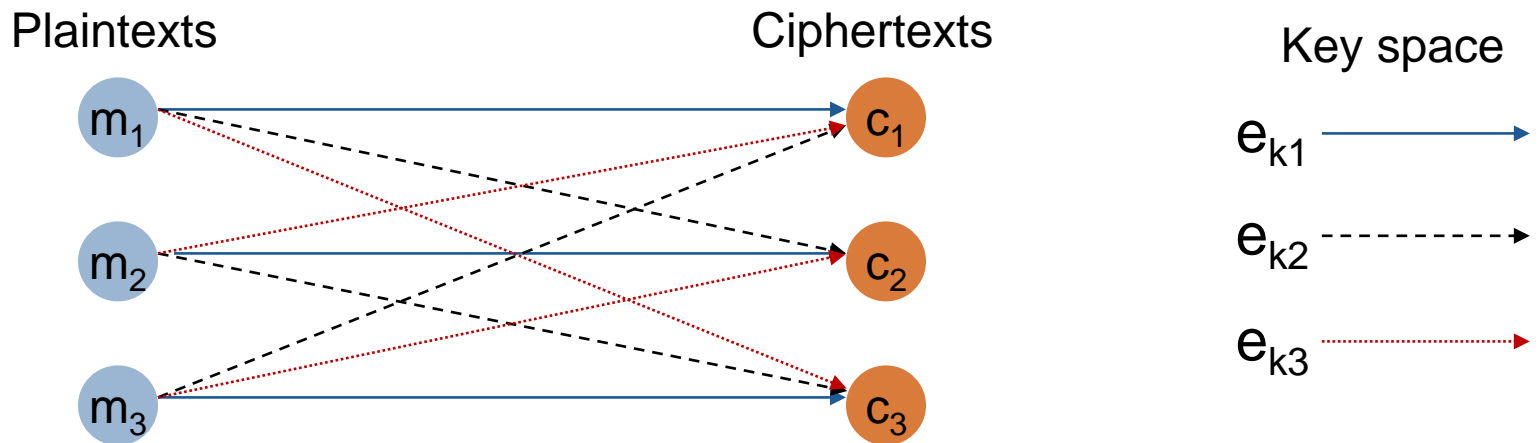 Plaintexts
Ciphertexts
Key space
m₁
c₁
eₖ₁
m₂
c₂
eₖ₂
m₃
c₃
eₖ₃